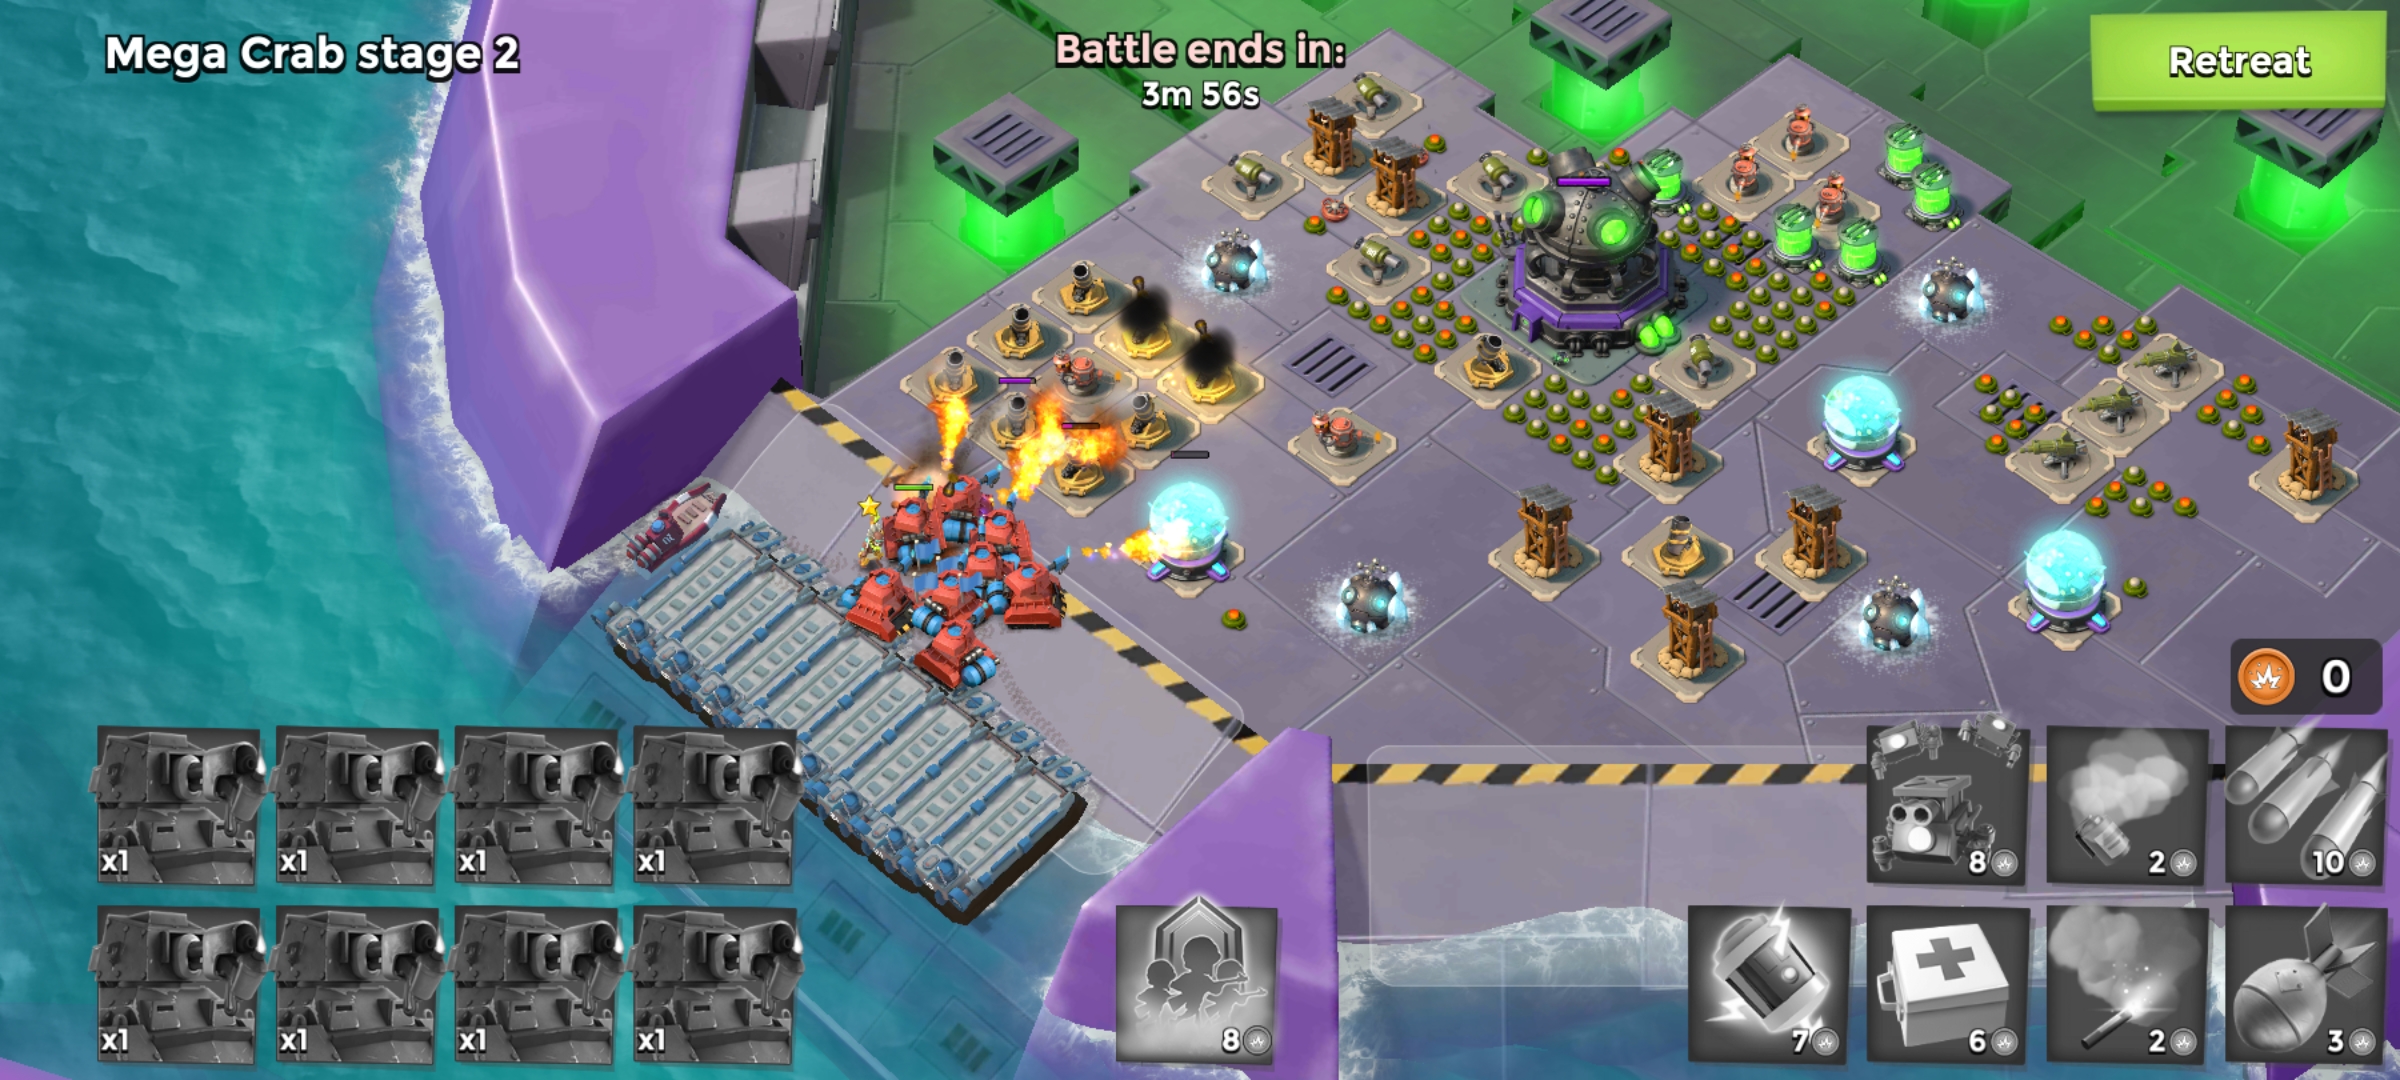 Mega Crab stage 2
Battle ends in:
3m 56s
Retreat
0
8
2
10
x1
x1
x1
x1
x1
x1
x1
x1
8
7
6
2
3